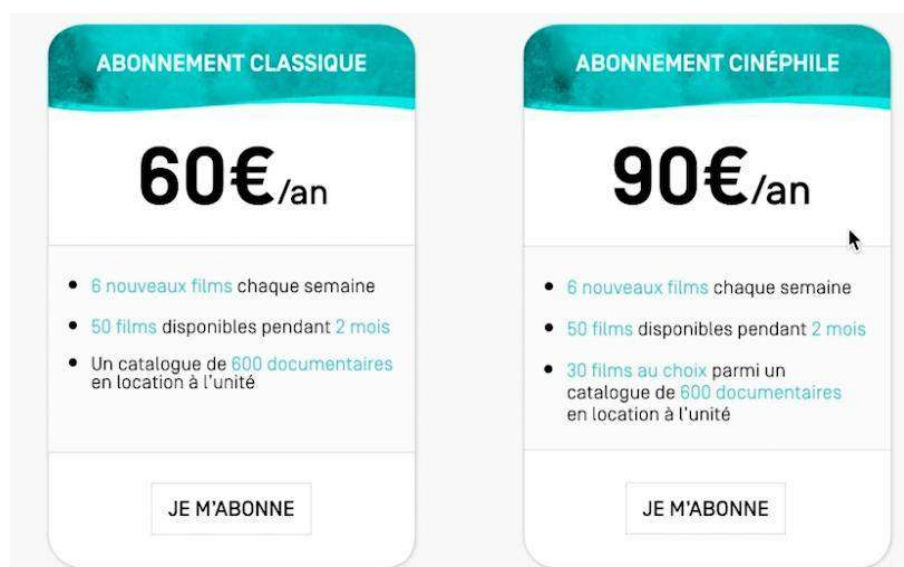 ABONNEMENT CLASSIQUE
60€/an
6 nouveaux films chaque semaine
50 films disponibles pendant 2 mois
Un catalogue de 600 documentaires
en location à l'unité
JE M'ABONNE
ABONNEMENT CINÉPHILE
90€/an
6 nouveaux films chaque semaine
50 films disponibles pendant 2 mois
30 films au choix parmi un
catalogue de 600 documentaires
en location à l'unité
JE M'ABONNE